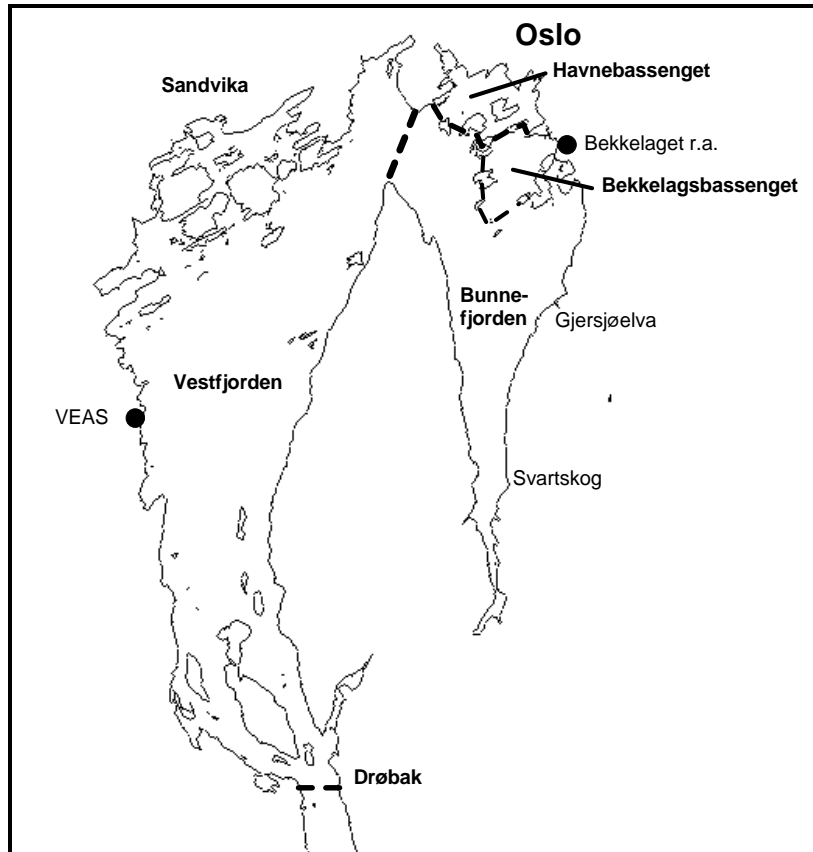 Oslo
Sandvika
Havnebassenget
Bekkelaget r.a.
Bekkelagsbassenget
Bunne-
fjorden
Gjersjøelva
Vestfjorden
VEAS
Svartskog
Drøbak